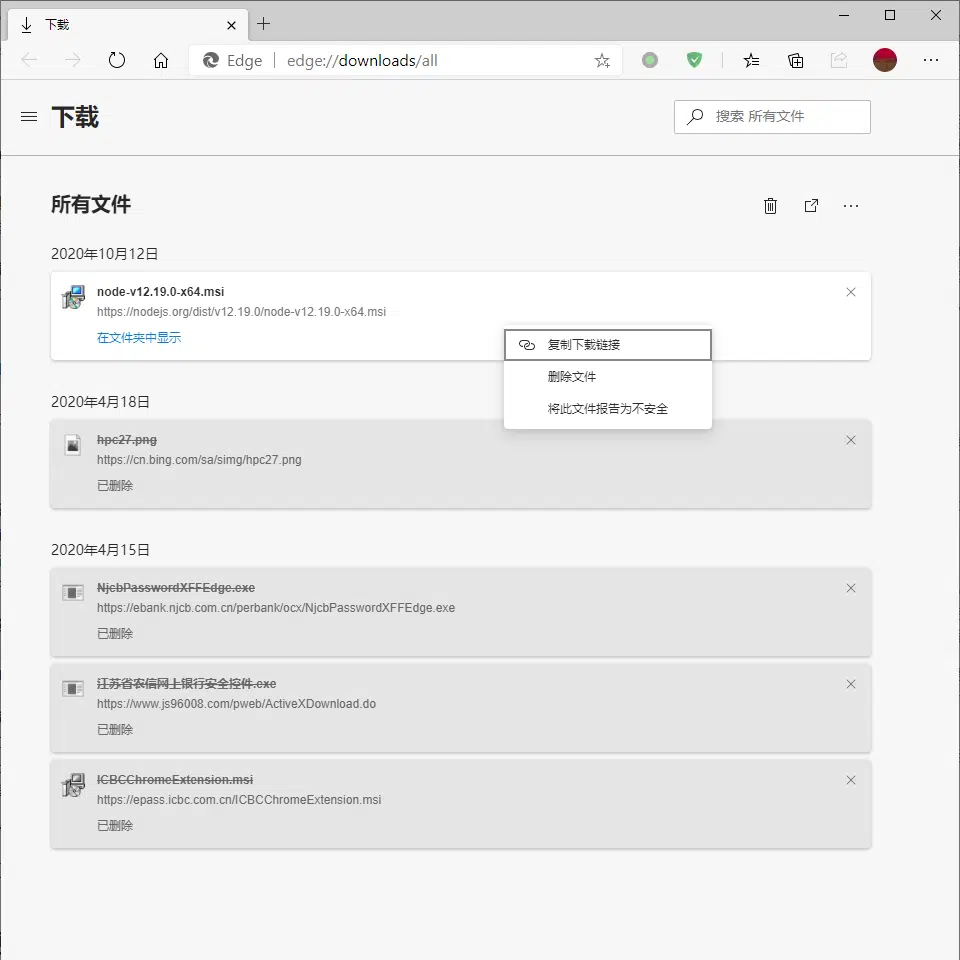 下载
Edge
edge://downloads/all
下载
搜索 所有文件
所有文件
2020年10月12日
node-v12.19.0-x64.msi
https://nodejs.org/dist/v12.19.0/node-v12.19.0-x64.msi
在文件夹中显示
复制下载链接
删除文件
将此文件报告为不安全
2020年4月18日
hpc27.png
https://cn.bing.com/sa/simg/hpc27.png
已删除
2020年4月15日
NjcbPasswordXFFEdge.exe
https://ebank.njcb.com.cn/perbank/ocx/NjcbPasswordXFFEdge.exe
已删除
江苏省农信网上银行安全控件.exe
https://www.js96008.com/pweb/ActiveXDownload.do
已删除
ICBCChromeExtension.msi
https://epass.icbc.com.cn/ICBCChromeExtension.msi
已删除